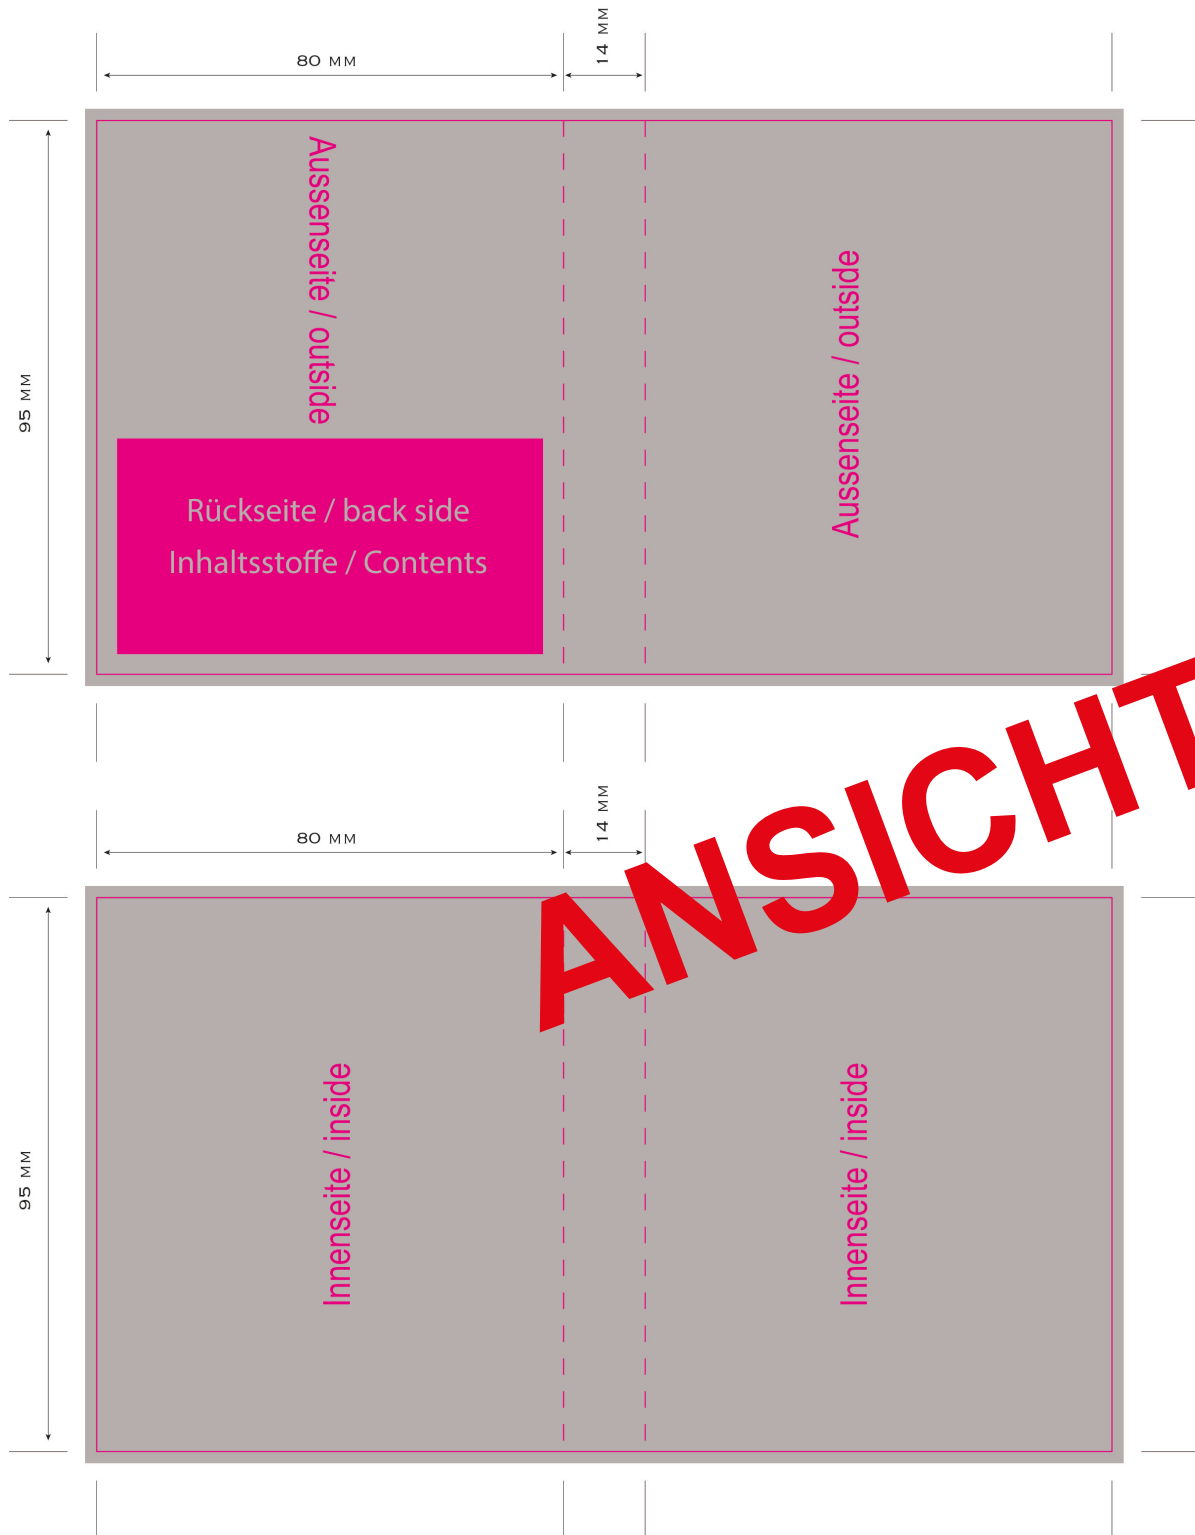 80 MM
14 MM
95 MM
Aussenseite / outside
Aussenseite / outside
Rückseite / back side
Inhaltsstoffe / Contents
ANSICHT
80 MM
14 MM
95 MM
Innenseite / inside
Innenseite / inside